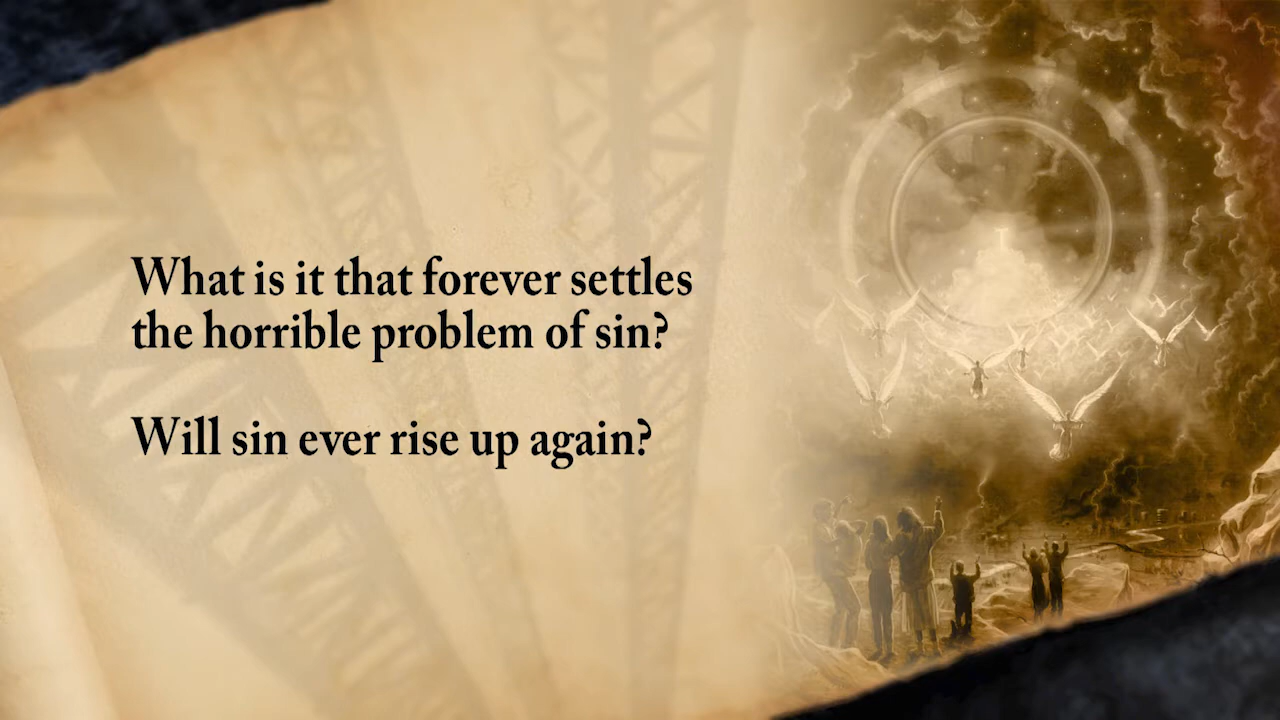 What is it that forever settles
the horrible problem of sin?
Will sin ever rise up again?